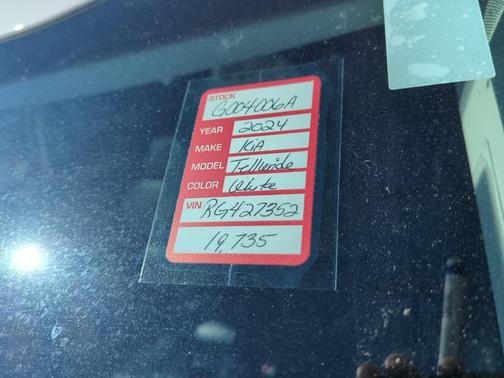 STOCK
G004006A
YEAR 2024
MAKE KiA
MODEL Telluride
COLOR White
VIN RG427352
19,735